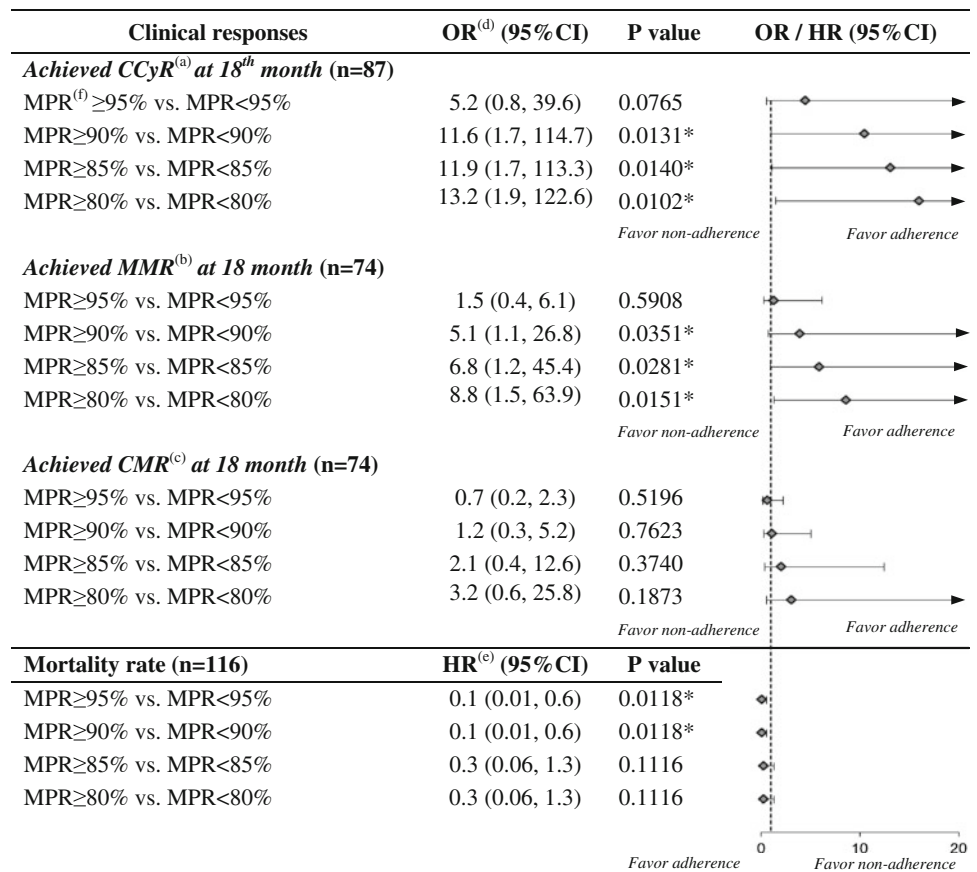 Clinical responses OR(d) (95%CI) P value OR / HR (95%CI)
Achieved CCyR(a) at 18th month (n=87)
MPR(f) ≥95% vs. MPR<95% 5.2 (0.8, 39.6) 0.0765
MPR≥90% vs. MPR<90% 11.6 (1.7, 114.7) 0.0131*
MPR≥85% vs. MPR<85% 11.9 (1.7, 113.3) 0.0140*
MPR≥80% vs. MPR<80% 13.2 (1.9, 122.6) 0.0102*
Favor non-adherence Favor adherence
Achieved MMR(b) at 18 month (n=74)
MPR≥95% vs. MPR<95% 1.5 (0.4, 6.1) 0.5908
MPR≥90% vs. MPR<90% 5.1 (1.1, 26.8) 0.0351*
MPR≥85% vs. MPR<85% 6.8 (1.2, 45.4) 0.0281*
MPR≥80% vs. MPR<80% 8.8 (1.5, 63.9) 0.0151*
Favor non-adherence Favor adherence
Achieved CMR(c) at 18 month (n=74)
MPR≥95% vs. MPR<95% 0.7 (0.2, 2.3) 0.5196
MPR≥90% vs. MPR<90% 1.2 (0.3, 5.2) 0.7623
MPR≥85% vs. MPR<85% 2.1 (0.4, 12.6) 0.3740
MPR≥80% vs. MPR<80% 3.2 (0.6, 25.8) 0.1873
Favor non-adherence Favor adherence
Mortality rate (n=116) HR(e) (95%CI) P value
MPR≥95% vs. MPR<95% 0.1 (0.01, 0.6) 0.0118*
MPR≥90% vs. MPR<90% 0.1 (0.01, 0.6) 0.0118*
MPR≥85% vs. MPR<85% 0.3 (0.06, 1.3) 0.1116
MPR≥80% vs. MPR<80% 0.3 (0.06, 1.3) 0.1116
0 10 20
Favor adherence Favor non-adherence